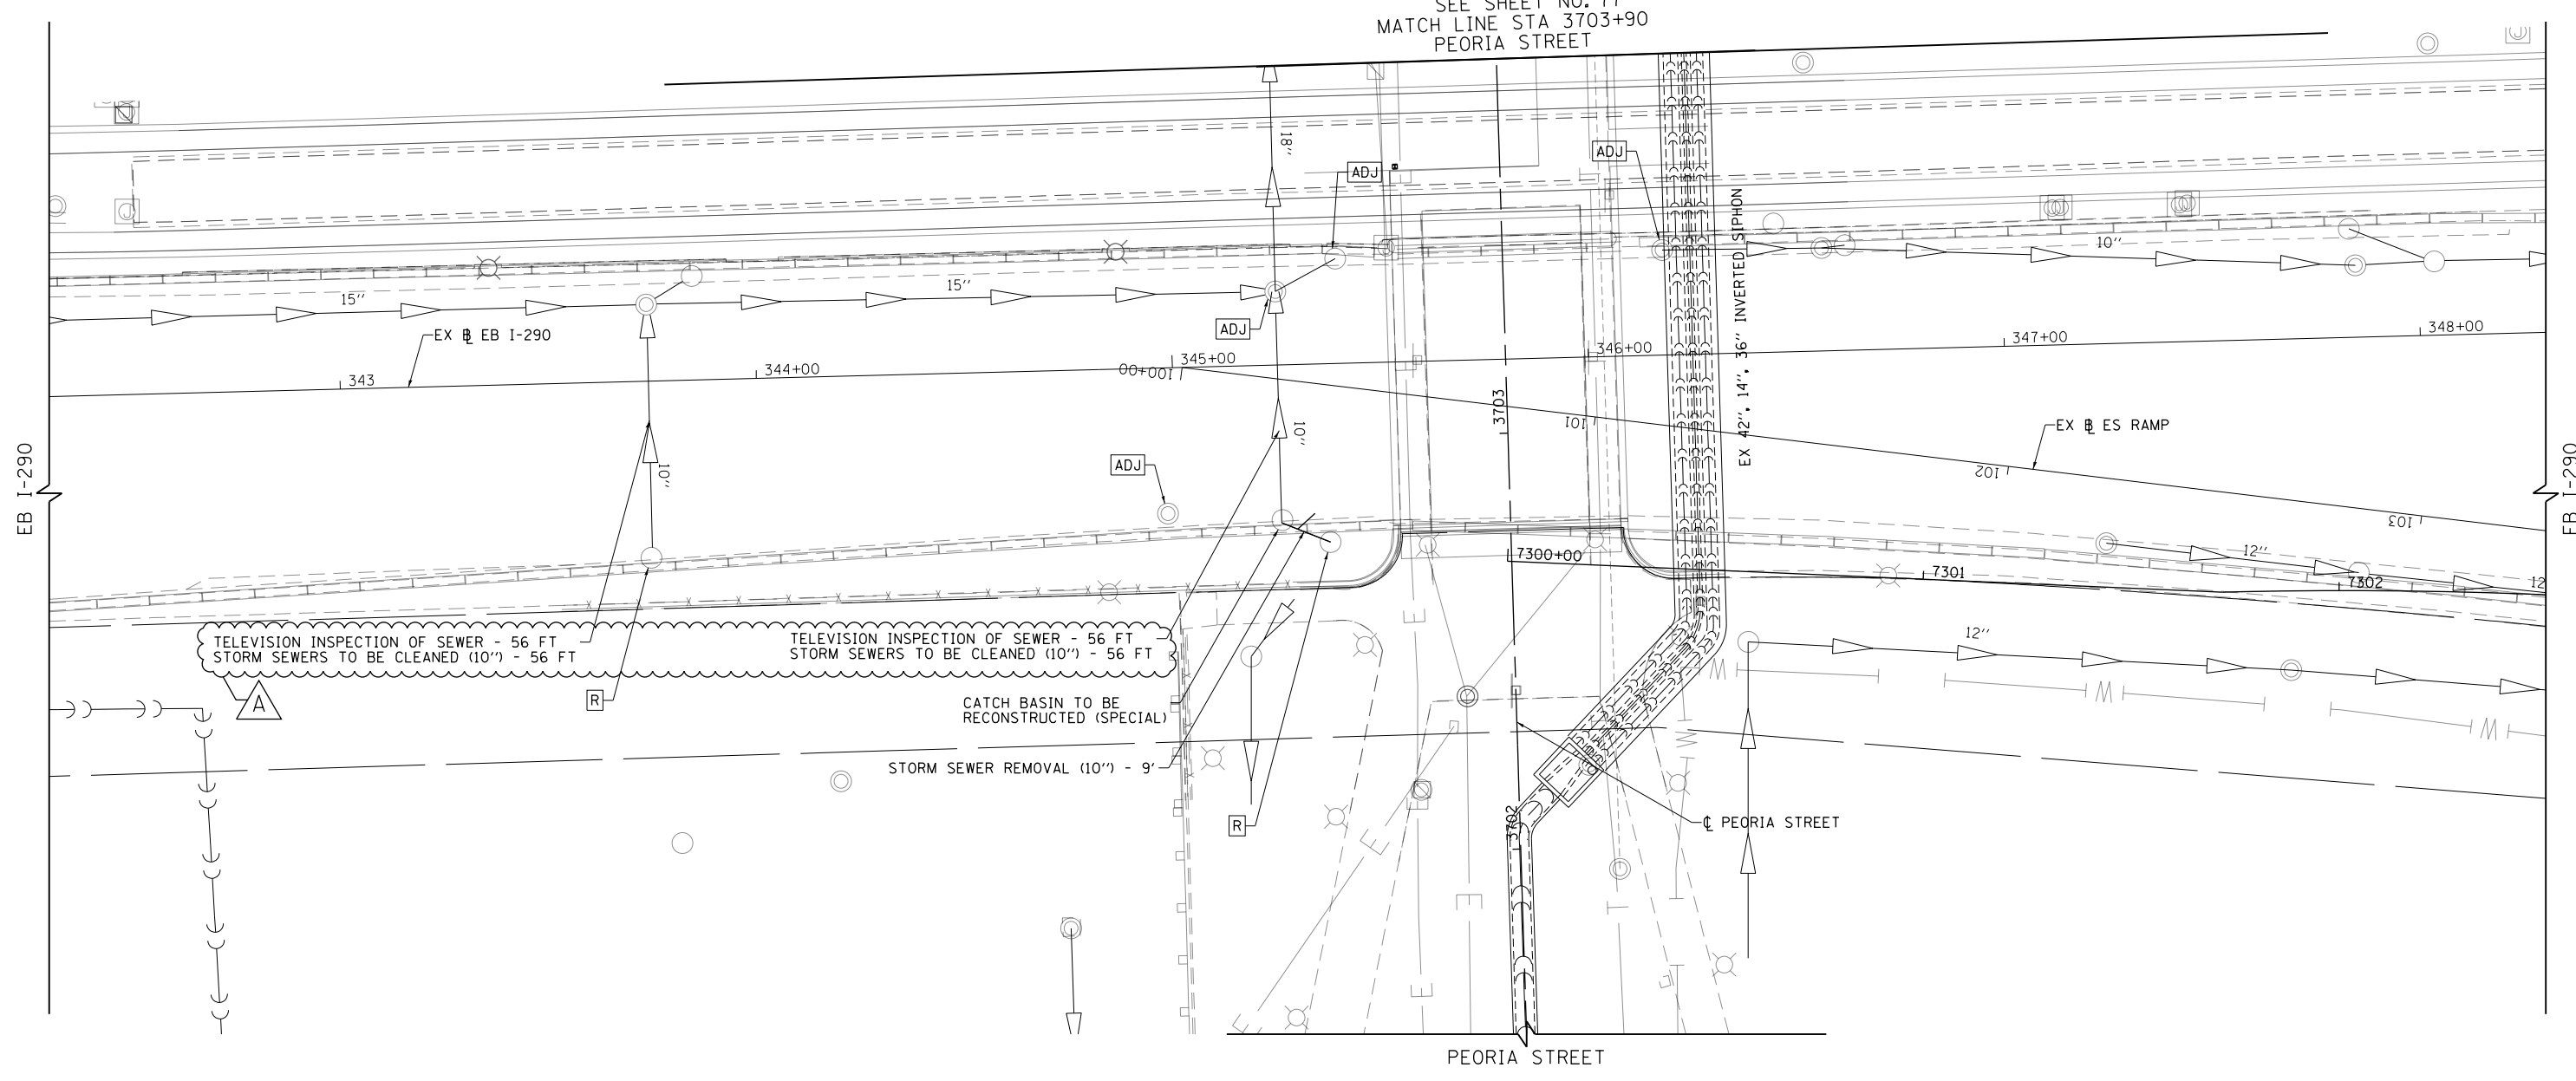 SEE SHEET NO. 77
MATCH LINE STA 3703+90
PEORIA STREET
18"
ADJ
ADJ
EX 42", 14", 36" INVERTED SIPHON
10"
15"
15"
ADJ
EX BL EB I-290
343
344+00
345+00
346+00
347+00
348+00
100+00
101
102
103
3703
EX BL ES RAMP
10"
10"
ADJ
EB I-290
EB I-290
7300+00
7301
7302
12"
12"
12"
TELEVISION INSPECTION OF SEWER - 56 FT
STORM SEWERS TO BE CLEANED (10") - 56 FT
TELEVISION INSPECTION OF SEWER - 56 FT
STORM SEWERS TO BE CLEANED (10") - 56 FT
A
R
CATCH BASIN TO BE
RECONSTRUCTED (SPECIAL)
STORM SEWER REMOVAL (10") - 9'
R
W
W
W
W
E
E
E
E
T
3702
CL PEORIA STREET
J
J
PEORIA STREET